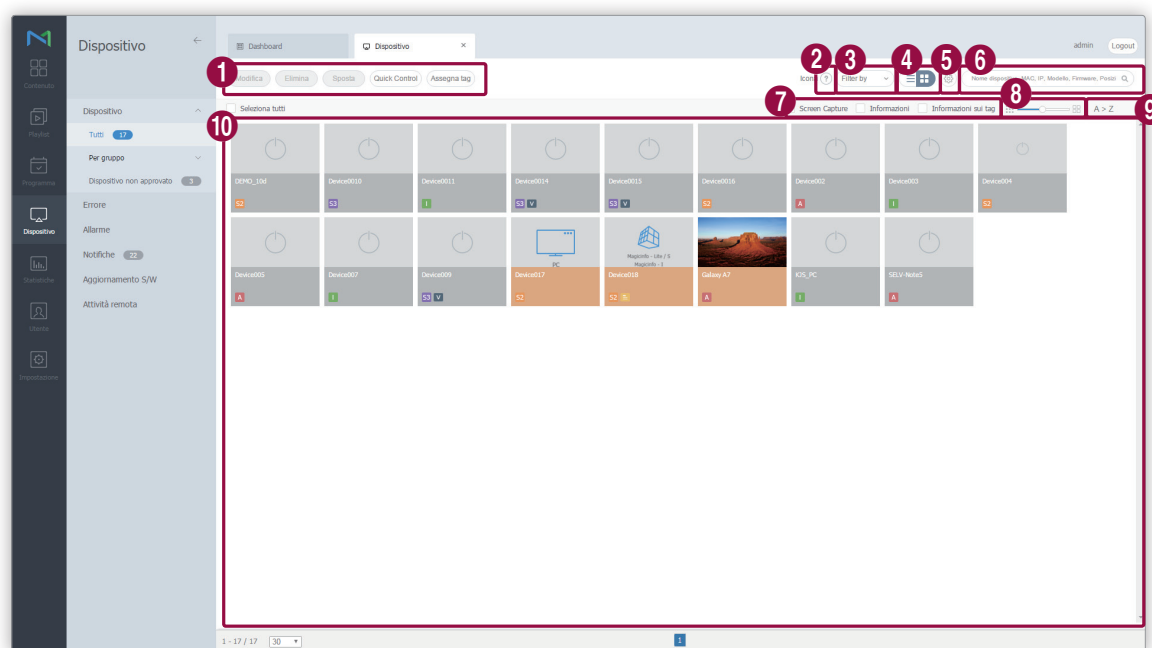 Dispositivo
Dashboard
Dispositivo
admin
Logout
Contenuto
Playlist
Programma
Dispositivo
Statistiche
Utente
Impostazione
Dispositivo
Tutti 17
Per gruppo
Dispositivo non approvato 3
Errore
Allarme
Notifiche 22
Aggiornamento S/W
Attività remota
1
Modifica
Elimina
Sposta
Quick Control
Assegna tag
2
3
4
5
6
Icon ?
Filter by
Nome dispositivo, MAC, IP, Modello, Firmware, Posizi
7
8
9
Seleziona tutti
Screen Capture
Informazioni
Informazioni sui tag
A > Z
10
DEMO_10d
Device0010
Device0011
Device0014
Device0015
Device0016
Device002
Device003
Device004
S2
S3
I
S3 V
S3 V
S2
A
I
S2
PC
MagicInfo - Lite / S
MagicInfo - I
Device005
Device007
Device009
Device017
Device018
Galaxy A7
KJS_PC
SELV-Note5
A
I
S3 V
S2
S2
A
I
A
1 - 17 / 17
30
1